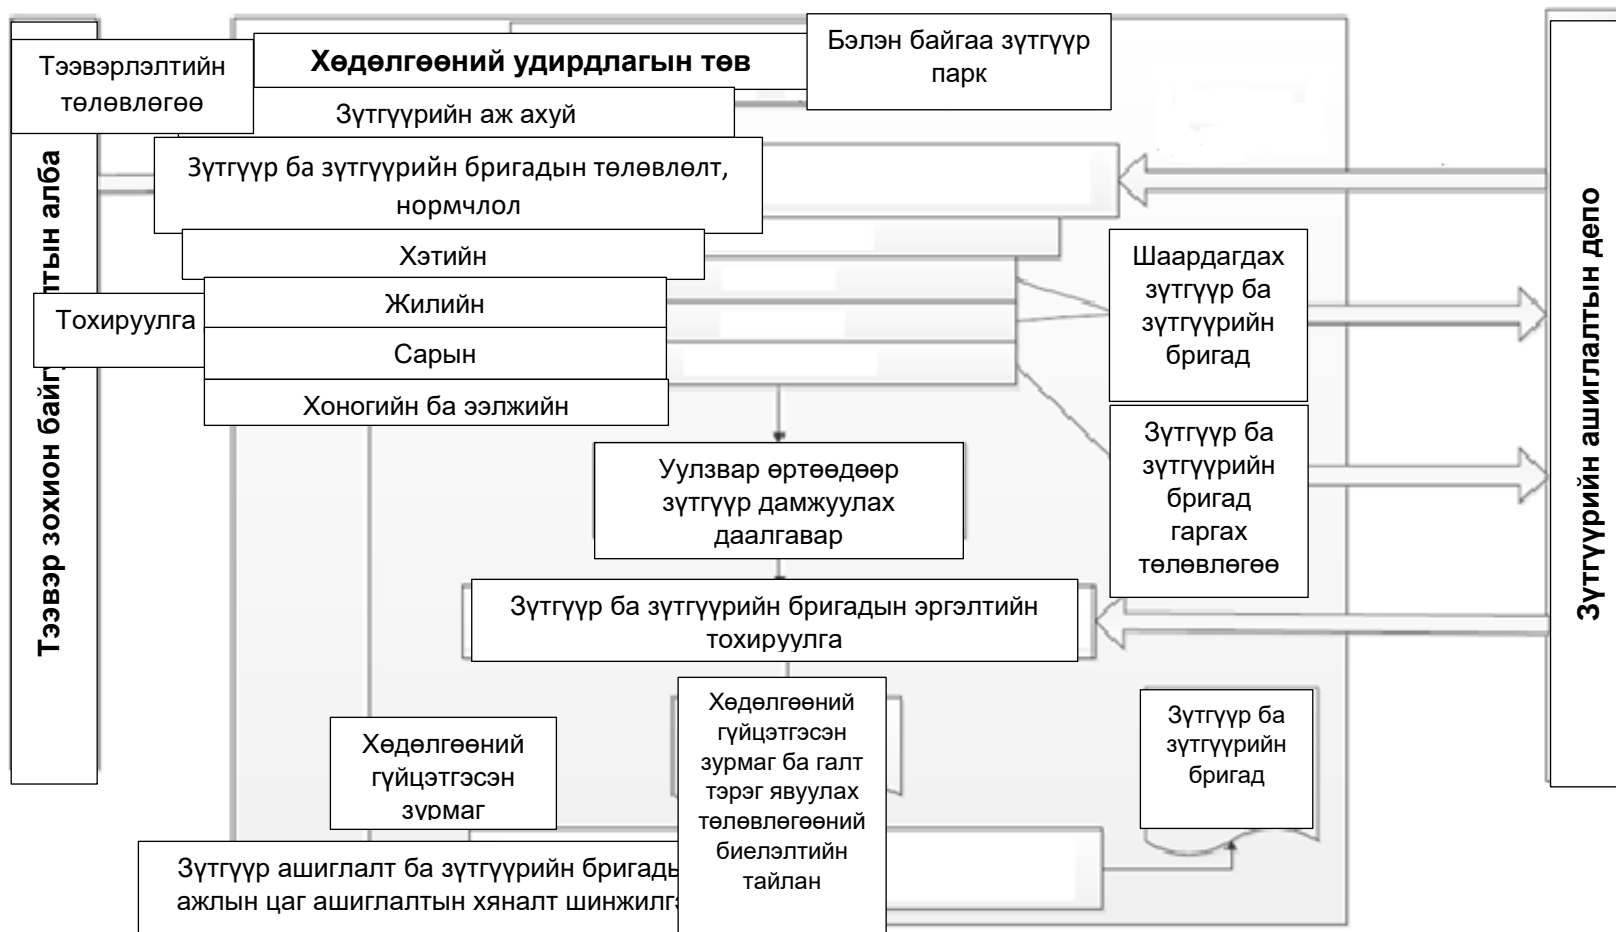 Тээвэрлэлтийн
төлөвлөгөө
Хөдөлгөөний удирдлагын төв
Бэлэн байгаа зүтгүүр
парк
Зүтгүүрийн аж ахуй
Зүтгүүр ба зүтгүүрийн бригадын төлөвлөлт,
нормчлол
Хэтийн
Жилийн
Тохируулга
Сарын
Хоногийн ба ээлжийн
Шаардагдах
зүтгүүр ба
зүтгүүрийн
бригад
Зүтгүүр ба
зүтгүүрийн
бригад
гаргах
төлөвлөгөө
Уулзвар өртөөдөөр
зүтгүүр дамжуулах
даалгавар
Зүтгүүр ба зүтгүүрийн бригадын эргэлтийн
тохируулга
Хөдөлгөөний
гүйцэтгэсэн
зурмаг
Хөдөлгөөний
гүйцэтгэсэн
зурмаг ба галт
тэрэг явуулах
төлөвлөгөөний
биелэлтийн
тайлан
Зүтгүүр ба
зүтгүүрийн
бригад
Зүтгүүр ашиглалт ба зүтгүүрийн
ажлын цаг ашиглалтын хяналт
Тээвэр зохион алба
Зүтгүүрийн ашиглалтын депо